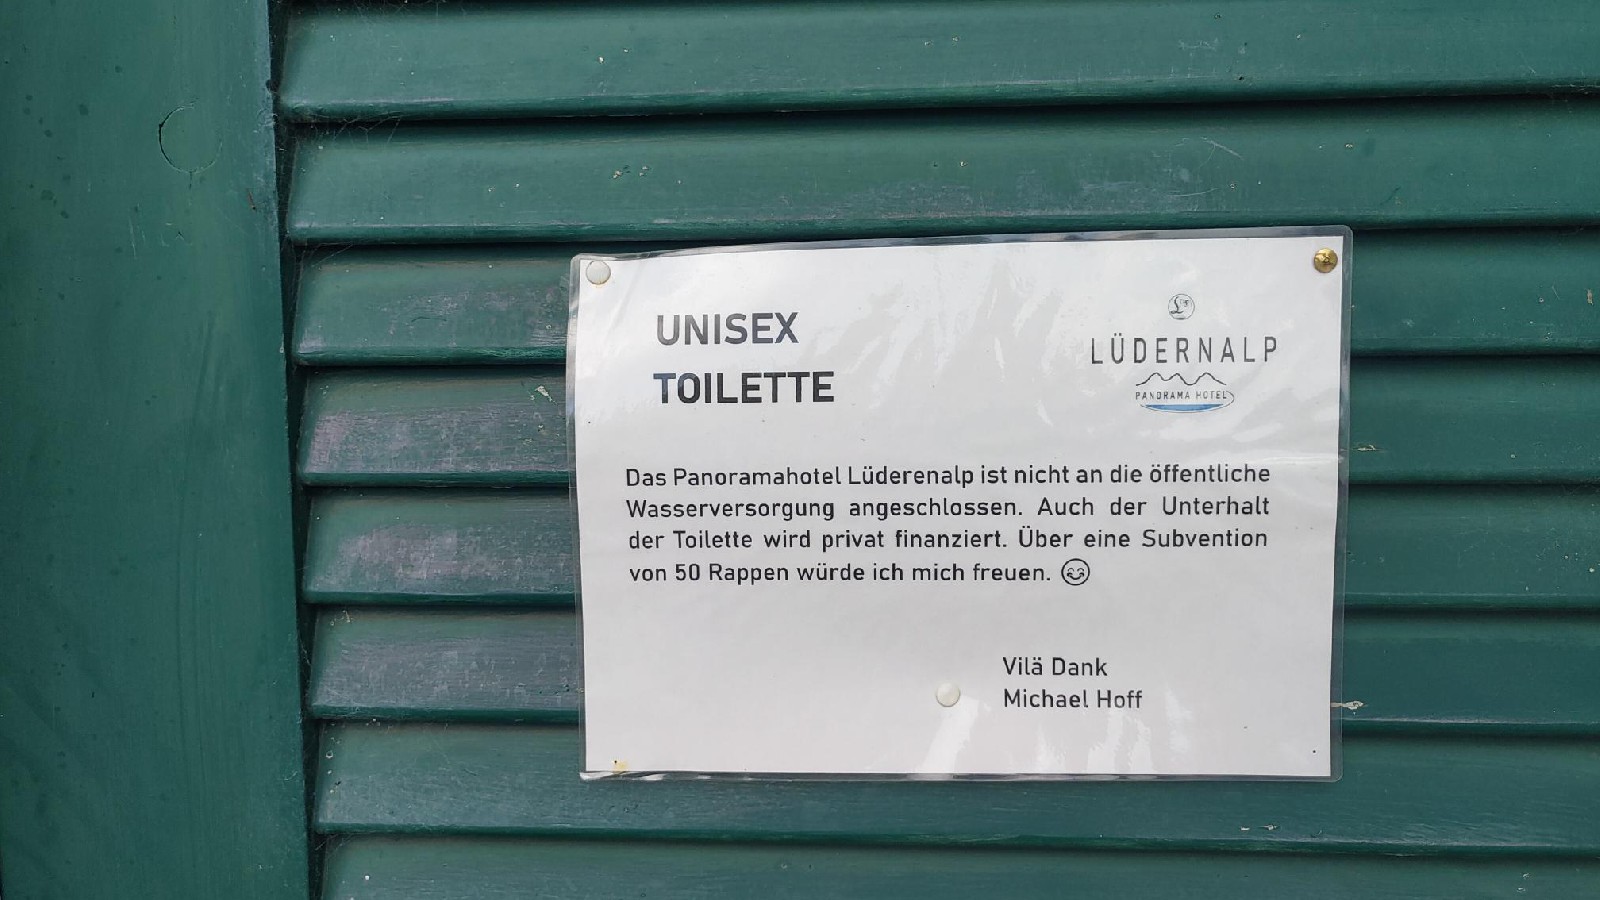 UNISEX
TOILETTE
LÜDERNALP
PANORAMA HOTEL
Das Panoramahotel Lüderenalp ist nicht an die öffentliche
Wasserversorgung angeschlossen. Auch der Unterhalt
der Toilette wird privat finanziert. Über eine Subvention
von 50 Rappen würde ich mich freuen. 😊
Vilä Dank
Michael Hoff